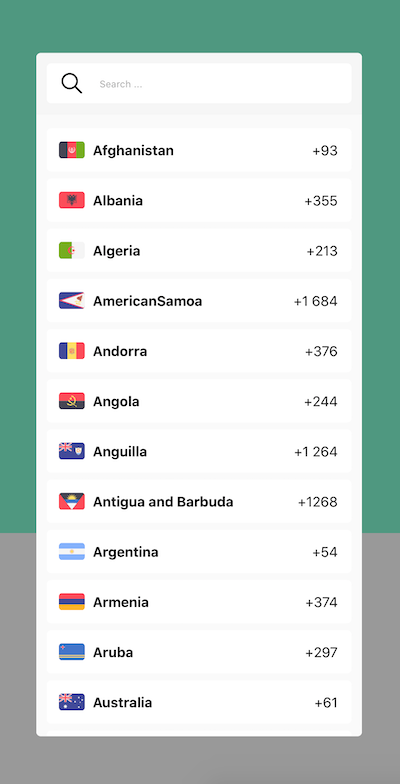 Search ...
Afghanistan +93
Albania +355
Algeria +213
AmericanSamoa +1 684
Andorra +376
Angola +244
Anguilla +1 264
Antigua and Barbuda +1268
Argentina +54
Armenia +374
Aruba +297
Australia +61